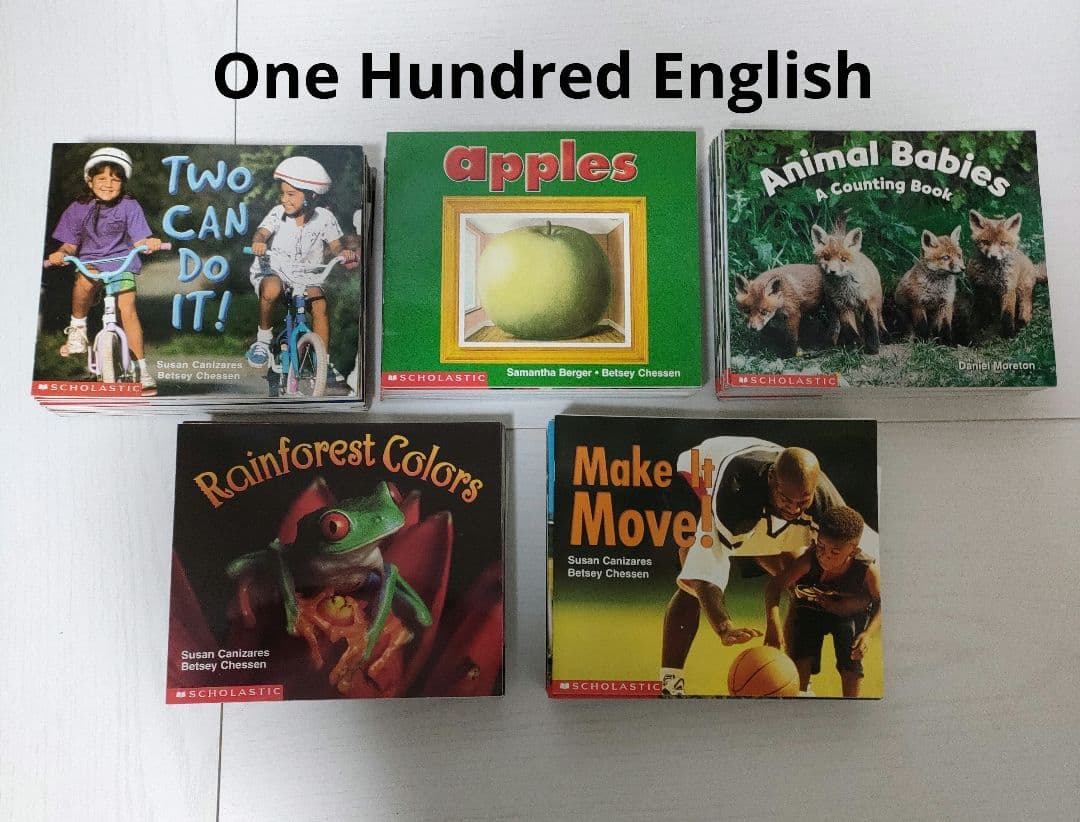 One Hundred English
TWO
CAN
DO
IT!
Susan Canizares
Betsey Chessen
SCHOLASTIC
apples
Samantha Berger • Betsey Chessen
SCHOLASTIC
Animal Babies
A Counting Book
Daniel Moreton
SCHOLASTIC
Rainforest Colors
Susan Canizares
Betsey Chessen
SCHOLASTIC
Make It
Move!
Susan Canizares
Betsey Chessen
SCHOLASTIC